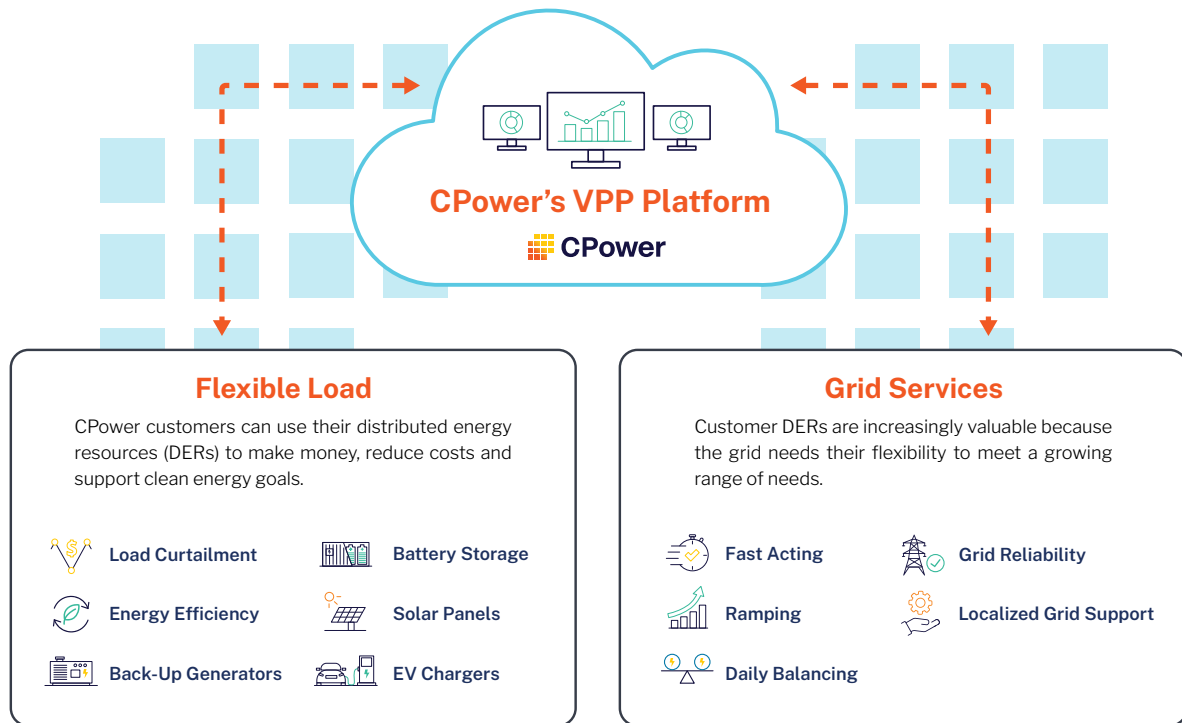 CPower’s VPP Platform
CPower
Flexible Load
CPower customers can use their distributed energy
resources (DERs) to make money, reduce costs and
support clean energy goals.
Load Curtailment
Battery Storage
Energy Efficiency
Solar Panels
Back-Up Generators
EV Chargers
Grid Services
Customer DERs are increasingly valuable because
the grid needs their flexibility to meet a growing
range of needs.
Fast Acting
Grid Reliability
Ramping
Localized Grid Support
Daily Balancing